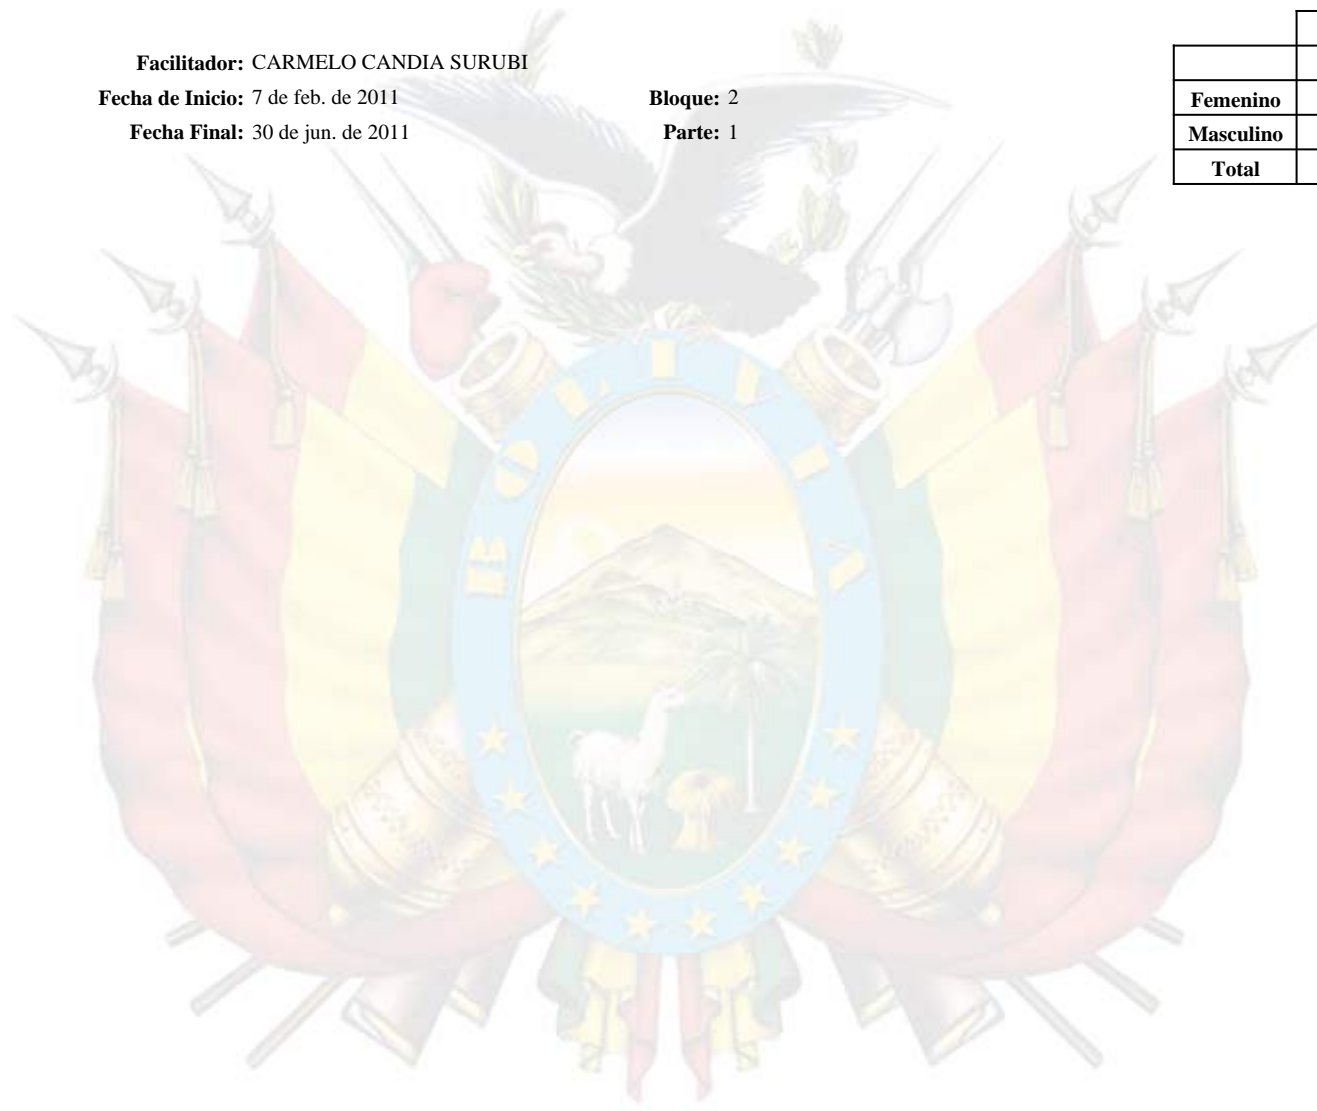 Facilitador: CARMELO CANDIA SURUBI
Fecha de Inicio: 7 de feb. de 2011 Bloque: 2
Fecha Final: 30 de jun. de 2011 Parte: 1
Femenino
Masculino
Total
BOLIVIA